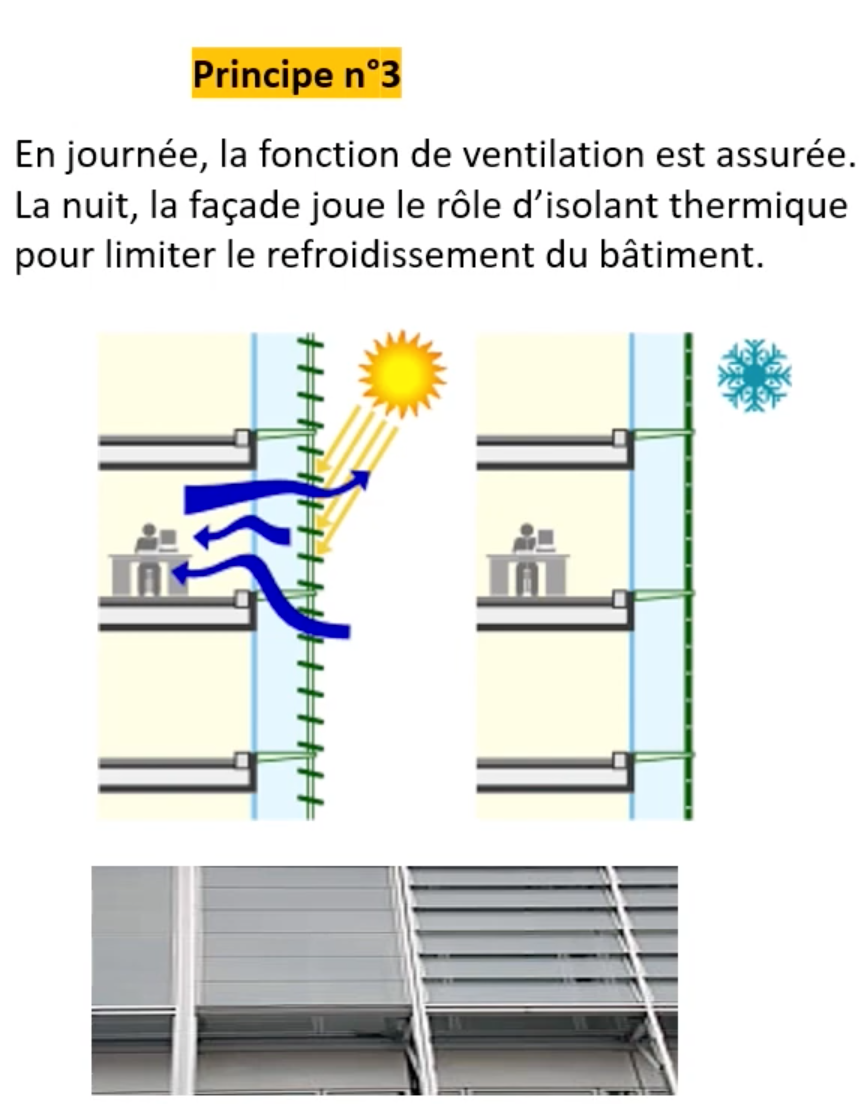 Principe n°3
En journée, la fonction de ventilation est assurée.
La nuit, la façade joue le rôle d’isolant thermique
pour limiter le refroidissement du bâtiment.